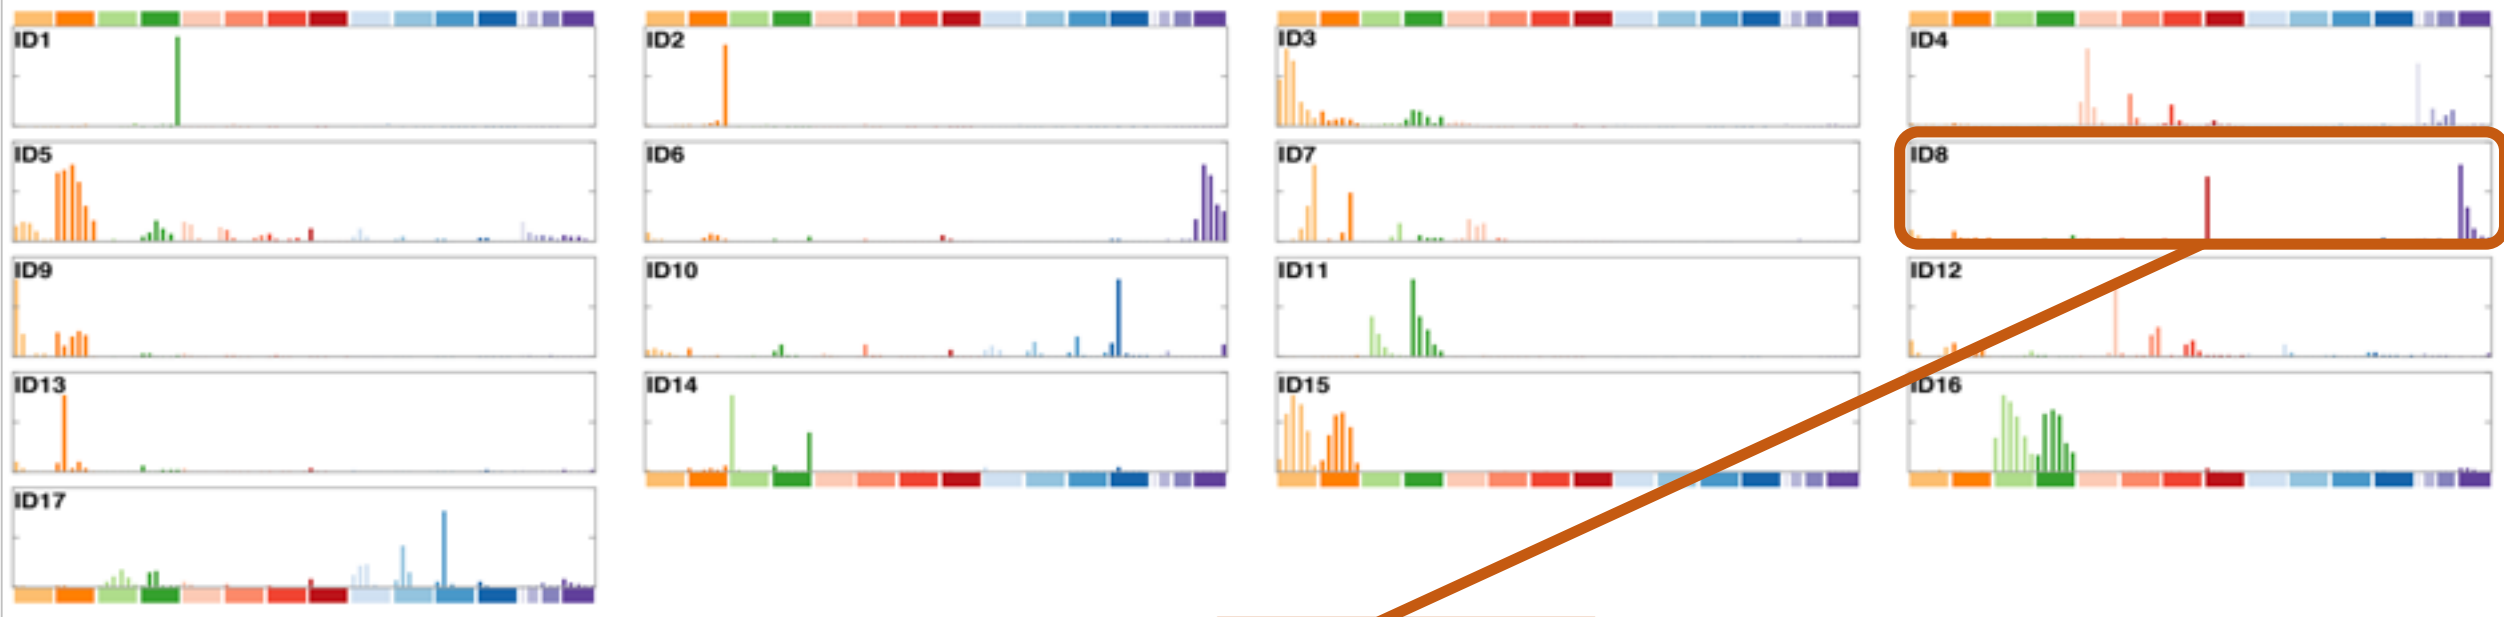 ID1 ID2 ID3 ID4
ID5 ID6 ID7 ID8
ID9 ID10 ID11 ID12
ID13 ID14 ID15 ID16
ID17